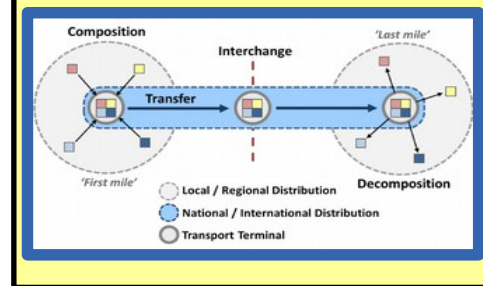 Composition
'Last mile'
Interchange
Transfer
'First mile'
Decomposition
Local / Regional Distribution
National / International Distribution
Transport Terminal